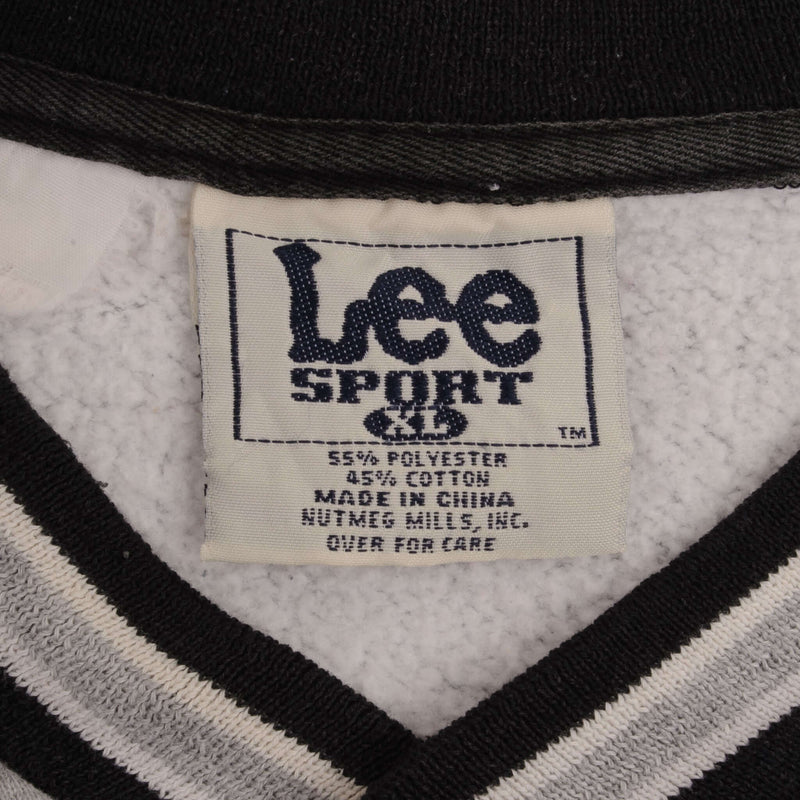 Lee
SPORT
XL
TM
55% POLYESTER
45% COTTON
MADE IN CHINA
NUTMEG MILLS, INC.
OVER FOR CARE